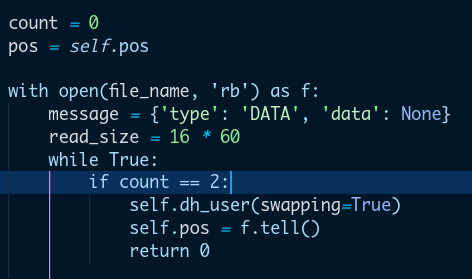 count = 0
pos = self.pos
with open(file_name, 'rb') as f:
message = {'type': 'DATA', 'data': None}
read_size = 16 * 60
while True:
if count == 2:
self.dh_user(swapping=True)
self.pos = f.tell()
return 0